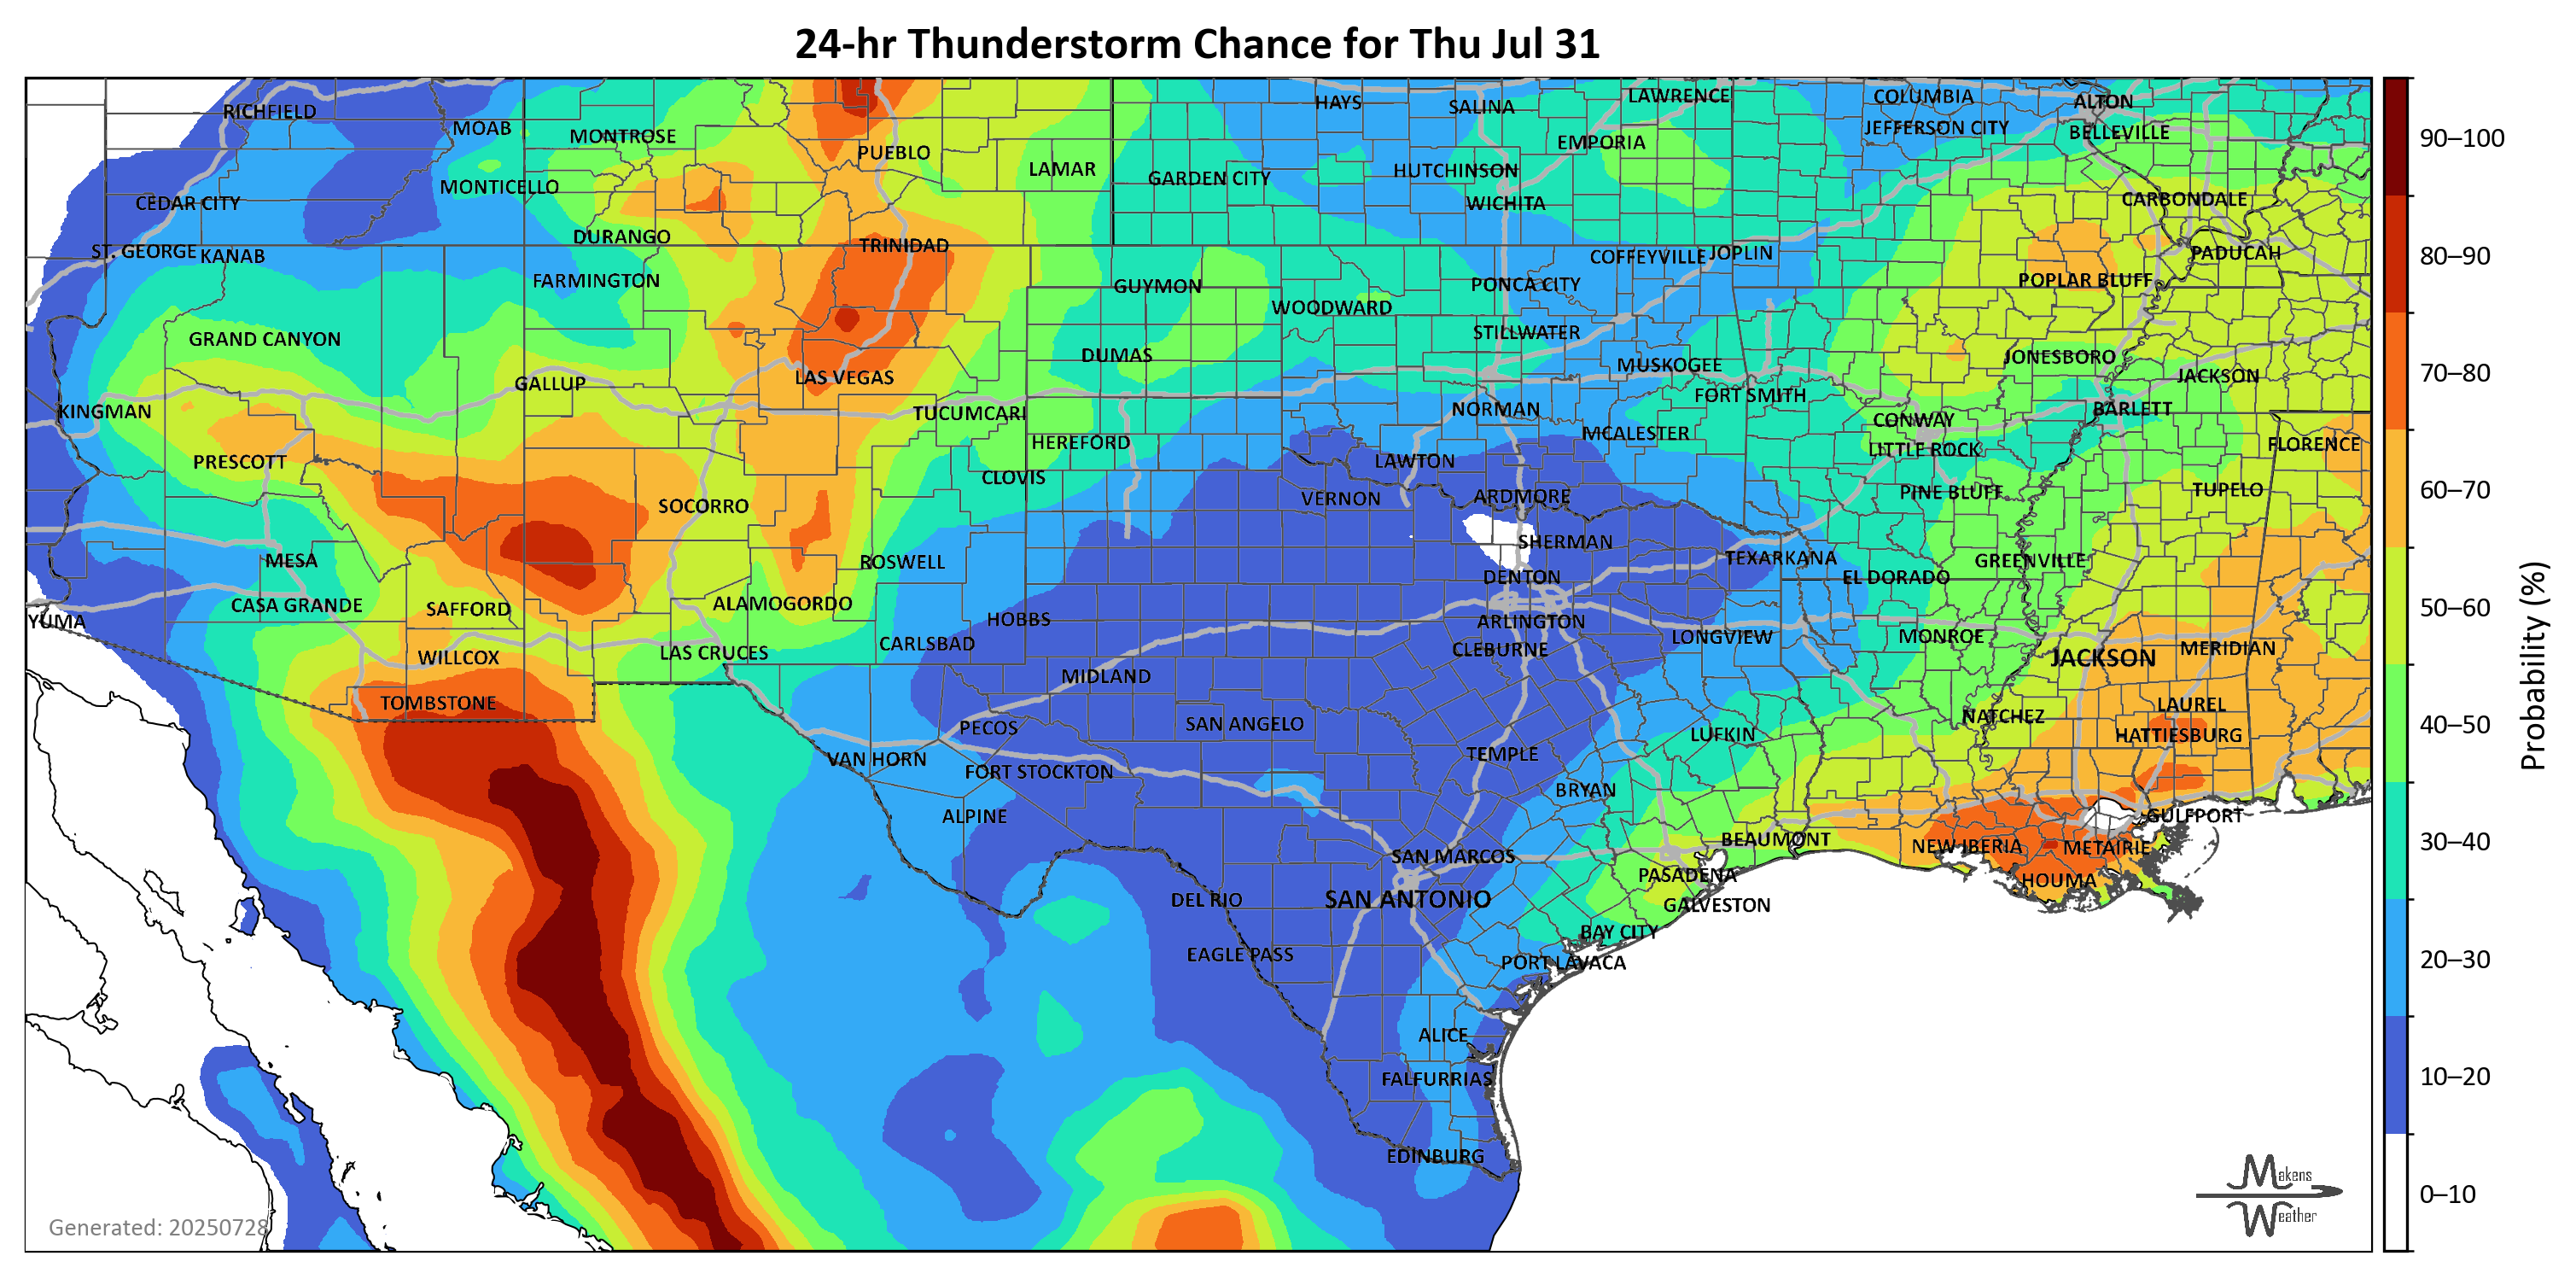 24-hr Thunderstorm Chance for Thu Jul 31
RICHFIELD
MOAB
MONTROSE
PUEBLO
LAMAR
HAYS
SALINA
LAWRENCE
COLUMBIA
ALTON
EMPORIA
JEFFERSON CITY
BELLEVILLE
90–100
MONTICELLO
GARDEN CITY
HUTCHINSON
CEDAR CITY
WICHITA
CARBONDALE
ST. GEORGE
KANAB
DURANGO
TRINIDAD
COFFEYVILLE
JOPLIN
PADUCAH
80–90
FARMINGTON
GUYMON
PONCA CITY
POPLAR BLUFF
WOODWARD
GRAND CANYON
STILLWATER
DUMAS
MUSKOGEE
JONESBORO
GALLUP
LAS VEGAS
JACKSON
70–80
KINGMAN
TUCUMCARI
NORMAN
FORT SMITH
BARLETT
HEREFORD
MCALESTER
CONWAY
FLORENCE
PRESCOTT
CLOVIS
LAWTON
LITTLE ROCK
60–70
SOCORRO
VERNON
ARDMORE
PINE BLUFF
TUPELO
MESA
ROSWELL
SHERMAN
TEXARKANA
GREENVILLE
CASA GRANDE
SAFFORD
ALAMOGORDO
DENTON
EL DORADO
50–60
YUMA
HOBBS
ARLINGTON
WILLCOX
LAS CRUCES
CARLSBAD
CLEBURNE
LONGVIEW
MONROE
JACKSON
MERIDIAN
TOMBSTONE
MIDLAND
LAUREL
Probability (%)
PECOS
SAN ANGELO
NATCHEZ
HATTIESBURG
40–50
VAN HORN
FORT STOCKTON
TEMPLE
LUFKIN
ALPINE
BRYAN
GULFPORT
SAN MARCOS
BEAUMONT
NEW IBERIA
METAIRIE
30–40
DEL RIO
SAN ANTONIO
PASADENA
HOUMA
GALVESTON
EAGLE PASS
BAY CITY
PORT LAVACA
20–30
ALICE
FALFURRIAS
10–20
EDINBURG
Makens
Weather
0–10
Generated: 20250728